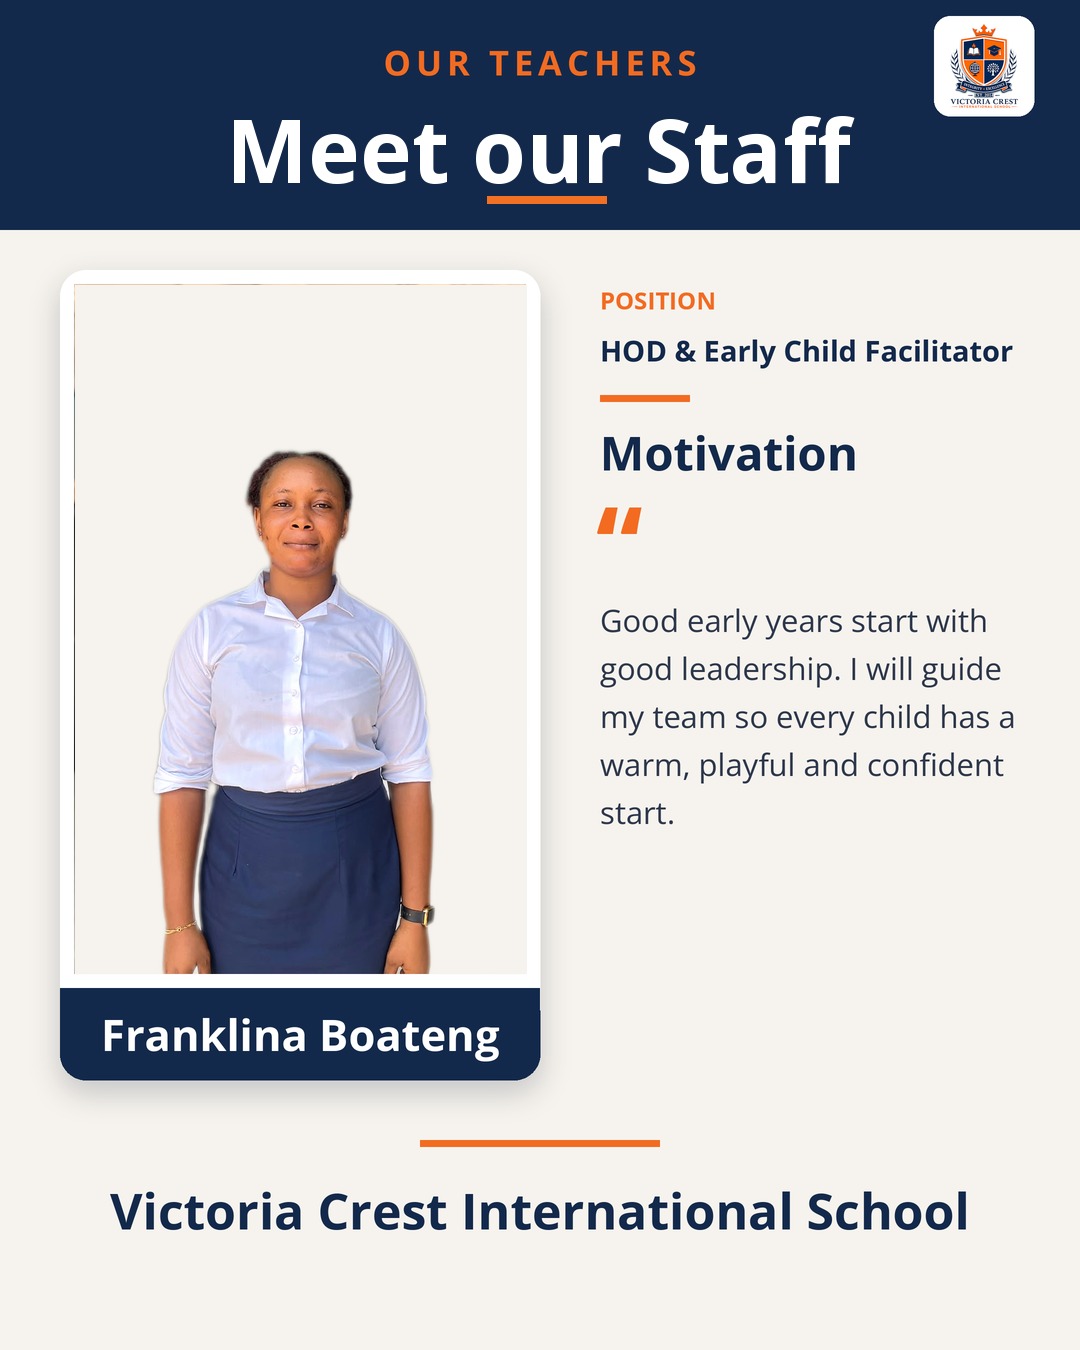 OUR TEACHERS
Meet our Staff
VICTORIA CREST
INTERNATIONAL SCHOOL
POSITION
HOD & Early Child Facilitator
Motivation
“
Good early years start with
good leadership. I will guide
my team so every child has a
warm, playful and confident
start.
Franklina Boateng
Victoria Crest International School